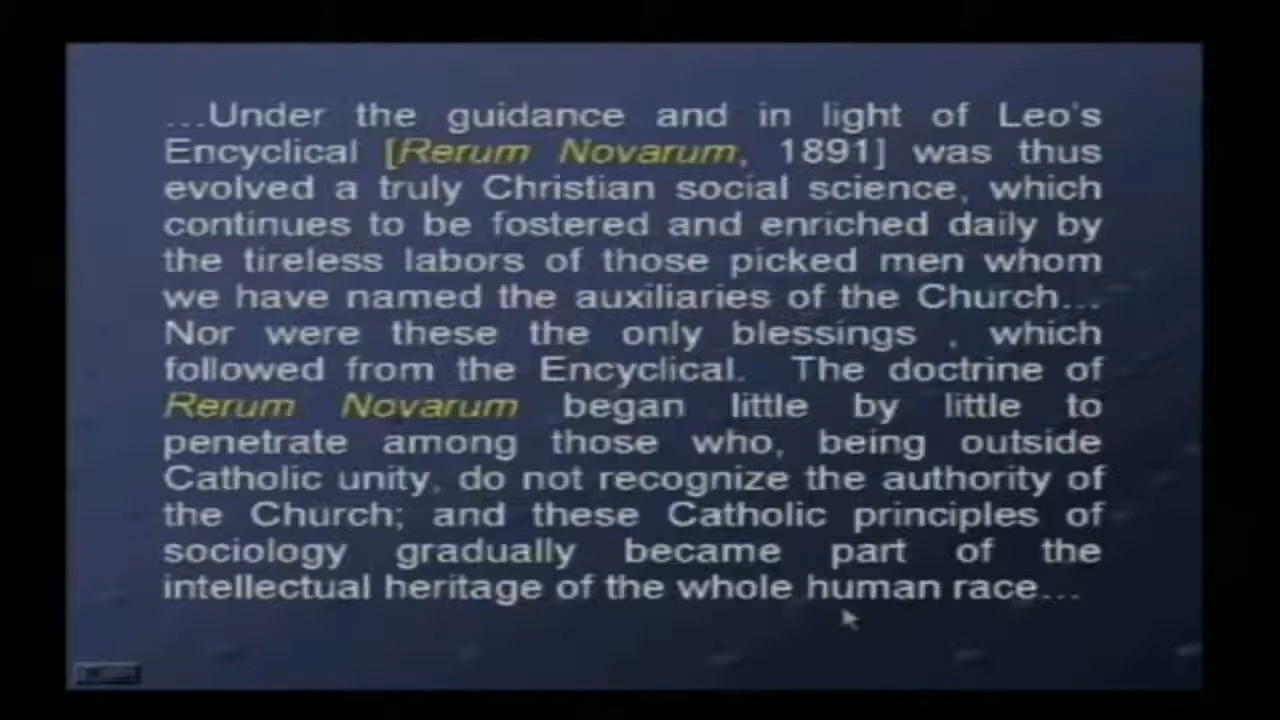 ...Under the guidance and in light of Leo's
Encyclical [Rerum Novarum, 1891] was thus
evolved a truly Christian social science, which
continues to be fostered and enriched daily by
the tireless labors of those picked men whom
we have named the auxiliaries of the Church...
Nor were these the only blessings , which
followed from the Encyclical. The doctrine of
Rerum Novarum began little by little to
penetrate among those who, being outside
Catholic unity, do not recognize the authority of
the Church; and these Catholic principles of
sociology gradually became part of the
intellectual heritage of the whole human race...